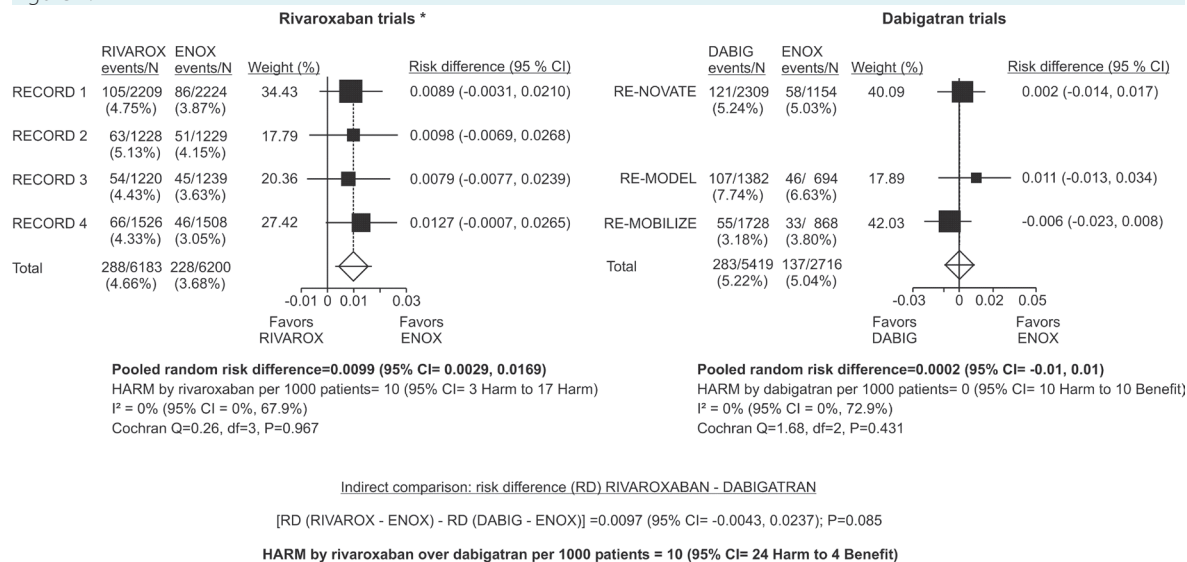 Rivaroxaban trials *
RIVAROX ENOX
events/N events/N Weight (%) Risk difference (95 % CI)
RECORD 1 105/2209 86/2224 34.43 0.0089 (-0.0031, 0.0210)
(4.75%) (3.87%)
RECORD 2 63/1228 51/1229 17.79 0.0098 (-0.0069, 0.0268)
(5.13%) (4.15%)
RECORD 3 54/1220 45/1239 20.36 0.0079 (-0.0077, 0.0239)
(4.43%) (3.63%)
RECORD 4 66/1526 46/1508 27.42 0.0127 (-0.0007, 0.0265)
(4.33%) (3.05%)
Total 288/6183 228/6200
(4.66%) (3.68%)
-0.01 0 0.01 0.03
Favors Favors
RIVAROX ENOX
Pooled random risk difference=0.0099 (95% CI= 0.0029, 0.0169)
HARM by rivaroxaban per 1000 patients= 10 (95% CI= 3 Harm to 17 Harm)
I² = 0% (95% CI = 0%, 67.9%)
Cochran Q=0.26, df=3, P=0.967
Dabigatran trials
DABIG ENOX
events/N events/N Weight (%) Risk difference (95 % CI)
RE-NOVATE 121/2309 58/1154 40.09 0.002 (-0.014, 0.017)
(5.24%) (5.03%)
RE-MODEL 107/1382 46/ 694 17.89 0.011 (-0.013, 0.034)
(7.74%) (6.63%)
RE-MOBILIZE 55/1728 33/ 868 42.03 -0.006 (-0.023, 0.008)
(3.18%) (3.80%)
Total 283/5419 137/2716
(5.22%) (5.04%)
-0.03 0 0.02 0.05
Favors Favors
DABIG ENOX
Pooled random risk difference=0.0002 (95% CI= -0.01, 0.01)
HARM by dabigatran per 1000 patients= 0 (95% CI= 10 Harm to 10 Benefit)
I² = 0% (95% CI = 0%, 72.9%)
Cochran Q=1.68, df=2, P=0.431
Indirect comparison: risk difference (RD) RIVAROXABAN - DABIGATRAN
[RD (RIVAROX - ENOX) - RD (DABIG - ENOX)] =0.0097 (95% CI= -0.0043, 0.0237); P=0.085
HARM by rivaroxaban over dabigatran per 1000 patients = 10 (95% CI= 24 Harm to 4 Benefit)